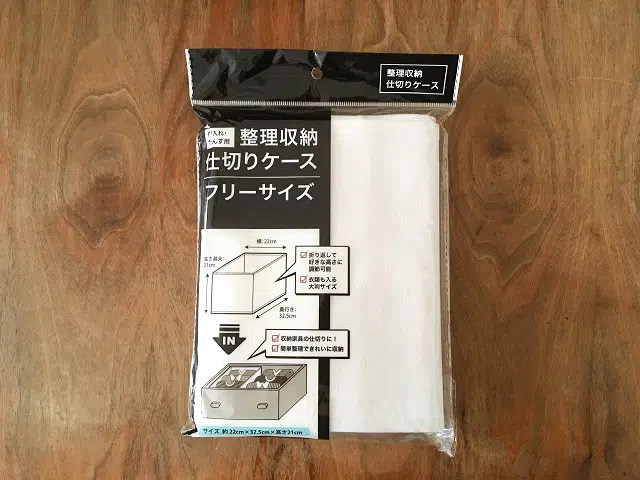 整理収納
仕切りケース
押入れ・
たんす用
整理収納
仕切りケース
フリーサイズ
横：22cm
高さ最大：
21cm
奥行き：
32.5cm
折り返して
好きな高さに
調節可能
衣類も入る
大判サイズ
IN
収納家具の仕切りに！
簡単整理できれいに収納
サイズ：約22cm×32.5cm×高さ21cm